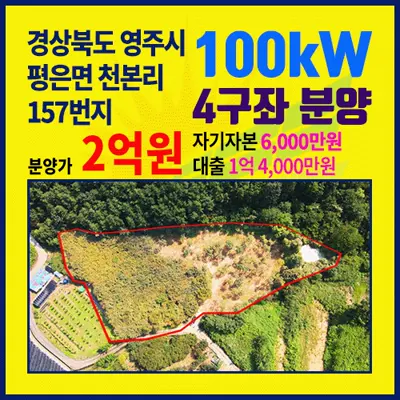 경상북도 영주시
평은면 천본리
157번지
100kW
4구좌 분양
분양가 2억원
자기자본 6,000만원
대출 1억 4,000만원